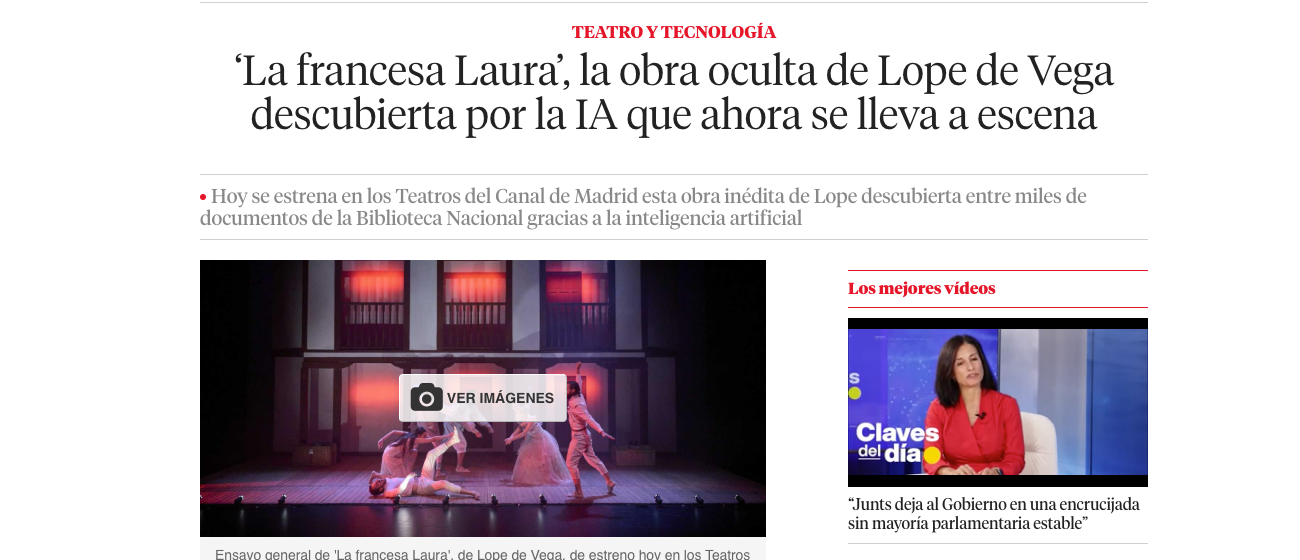 TEATRO Y TECNOLOGÍA
‘La francesa Laura’, la obra oculta de Lope de Vega
descubierta por la IA que ahora se lleva a escena
• Hoy se estrena en los Teatros del Canal de Madrid esta obra inédita de Lope descubierta entre miles de
documentos de la Biblioteca Nacional gracias a la inteligencia artificial
VER IMÁGENES
Ensayo general de 'La francesa Laura', de Lope de Vega, de estreno hoy en los Teatros
Los mejores vídeos
s
Claves
del día
“Junts deja al Gobierno en una encrucijada
sin mayoría parlamentaria estable”